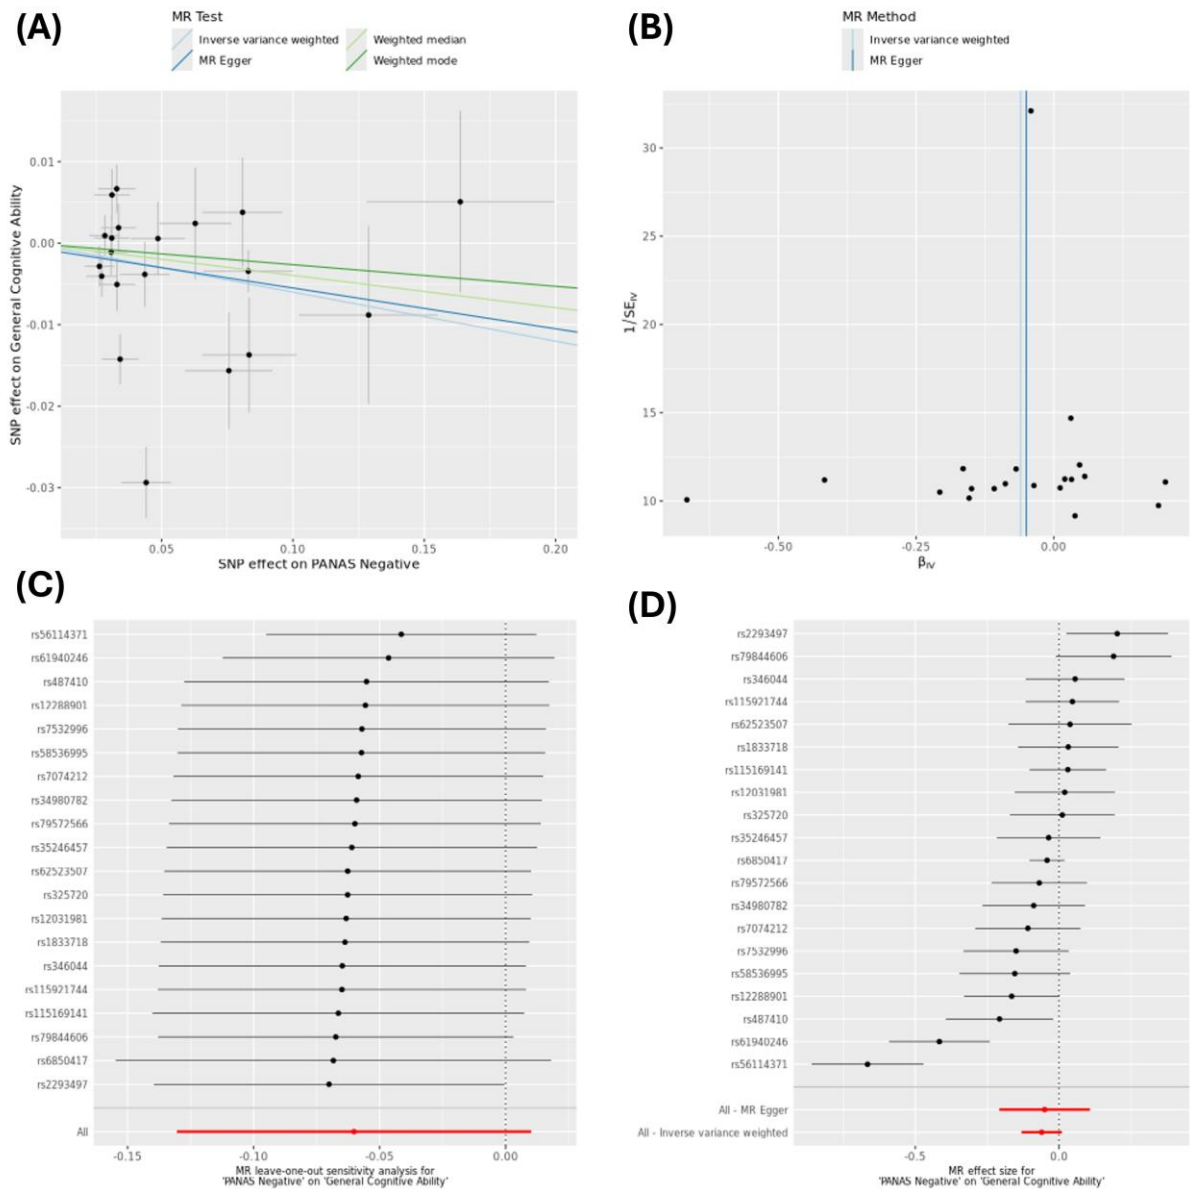 (A)
MR Test
Inverse variance weighted
Weighted median
MR Egger
Weighted mode
SNP effect on General Cognitive Ability
0.01
0.00
-0.01
-0.02
-0.03
0.05
0.10
0.15
0.20
SNP effect on PANAS Negative
(B)
MR Method
Inverse variance weighted
MR Egger
1/SEIV
30
25
20
15
10
-0.50
-0.25
0.00
βIV
(C)
rs56114371
rs61940246
rs487410
rs12288901
rs7532996
rs58536995
rs7074212
rs34980782
rs79572566
rs35246457
rs62523507
rs325720
rs12031981
rs1833718
rs346044
rs115921744
rs115169141
rs79844606
rs6850417
rs2293497
All
-0.15
-0.10
-0.05
0.00
MR leave-one-out sensitivity analysis for
'PANAS Negative' on 'General Cognitive Ability'
(D)
rs2293497
rs79844606
rs346044
rs115921744
rs62523507
rs1833718
rs115169141
rs12031981
rs325720
rs35246457
rs6850417
rs79572566
rs34980782
rs7074212
rs7532996
rs58536995
rs12288901
rs487410
rs61940246
rs56114371
All - MR Egger
All - Inverse variance weighted
-0.5
0.0
MR effect size for
'PANAS Negative' on 'General Cognitive Ability'